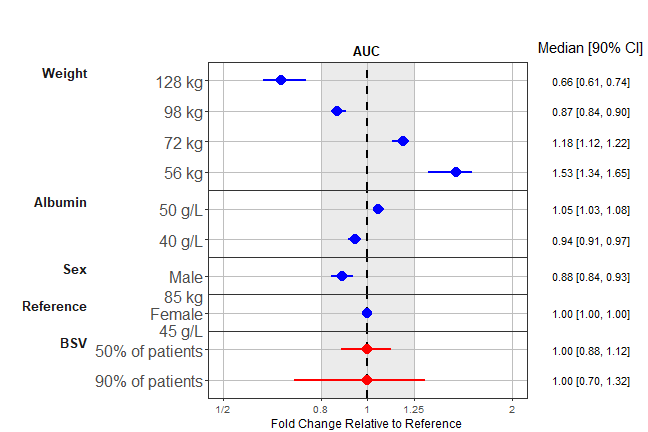 AUC
Median [90% CI]
Weight
128 kg
0.66 [0.61, 0.74]
98 kg
0.87 [0.84, 0.90]
72 kg
1.18 [1.12, 1.22]
56 kg
1.53 [1.34, 1.65]
Albumin
50 g/L
1.05 [1.03, 1.08]
40 g/L
0.94 [0.91, 0.97]
Sex
Male
0.88 [0.84, 0.93]
Reference
85 kg
Female
45 g/L
1.00 [1.00, 1.00]
BSV
50% of patients
1.00 [0.88, 1.12]
90% of patients
1.00 [0.70, 1.32]
1/2
0.8
1
1.25
2
Fold Change Relative to Reference